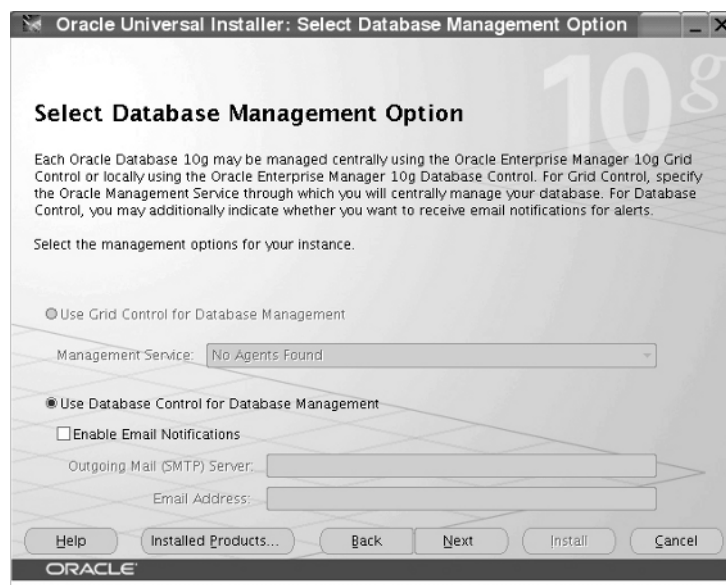 Oracle Universal Installer: Select Database Management Option
10g
Select Database Management Option
Each Oracle Database 10g may be managed centrally using the Oracle Enterprise Manager 10g Grid
Control or locally using the Oracle Enterprise Manager 10g Database Control. For Grid Control, specify
the Oracle Management Service through which you will centrally manage your database. For Database
Control, you may additionally indicate whether you want to receive email notifications for alerts.
Select the management options for your instance.
Use Grid Control for Database Management
Management Service: No Agents Found
Use Database Control for Database Management
Enable Email Notifications
Outgoing Mail (SMTP) Server:
Email Address:
Help Installed Products... Back Next Install Cancel
ORACLE